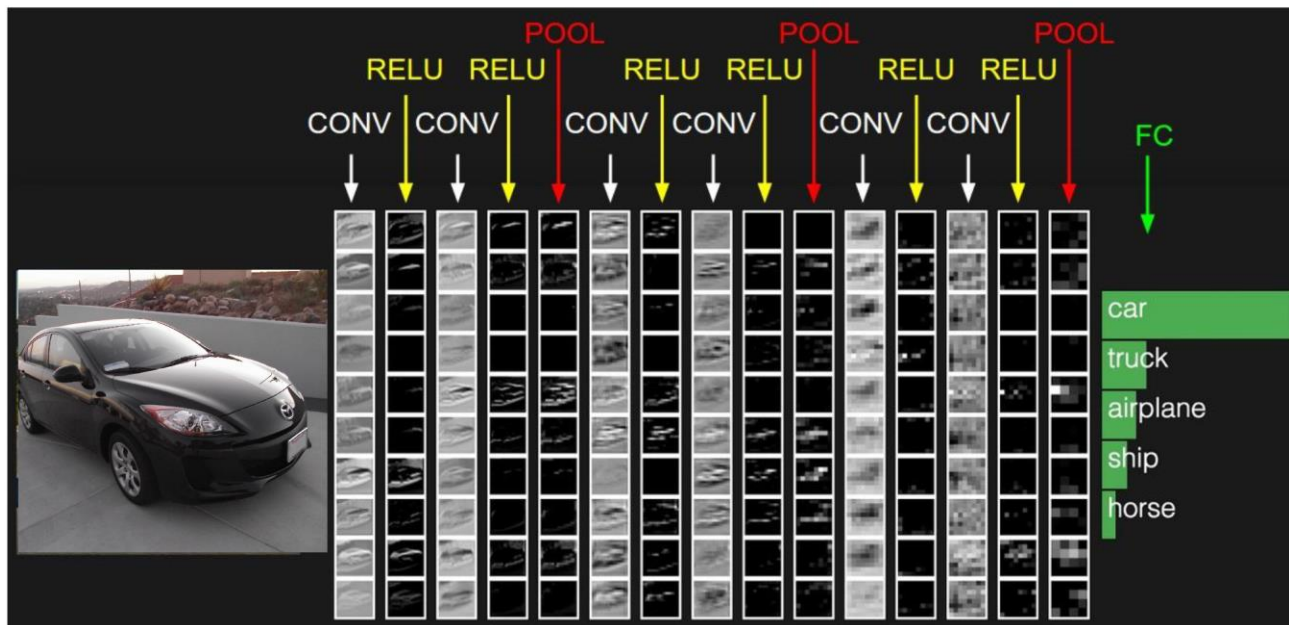 POOL POOL POOL
RELU RELU RELU RELU RELU RELU
CONV CONV CONV CONV CONV CONV
FC
car
truck
airplane
ship
horse